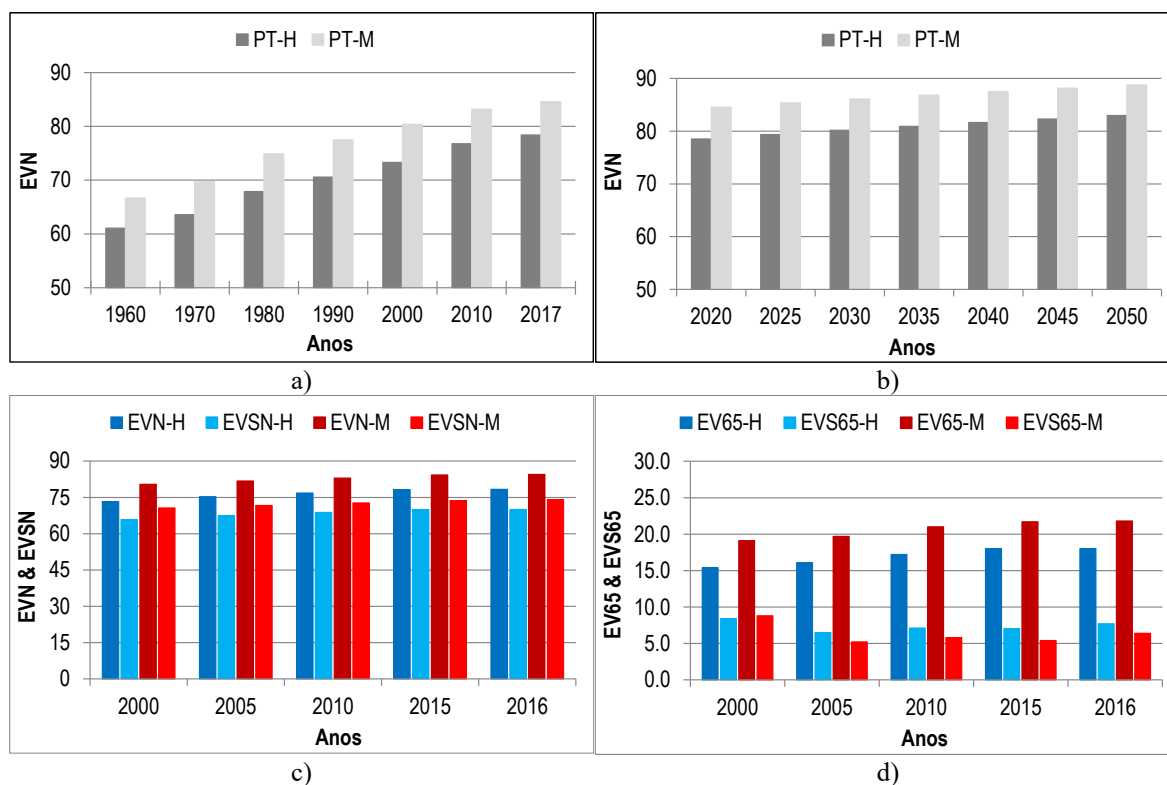 PT-H PT-M
90
80
70
60
50
EVN
1960 1970 1980 1990 2000 2010 2017
Anos
a)
PT-H PT-M
90
80
70
60
50
EVN
2020 2025 2030 2035 2040 2045 2050
Anos
b)
EVN-H EVSN-H EVN-M EVSN-M
90
75
60
45
30
15
0
EVN & EVSN
2000 2005 2010 2015 2016
Anos
c)
EV65-H EVS65-H EV65-M EVS65-M
30.0
25.0
20.0
15.0
10.0
5.0
0.0
EV65 & EVS65
2000 2005 2010 2015 2016
Anos
d)